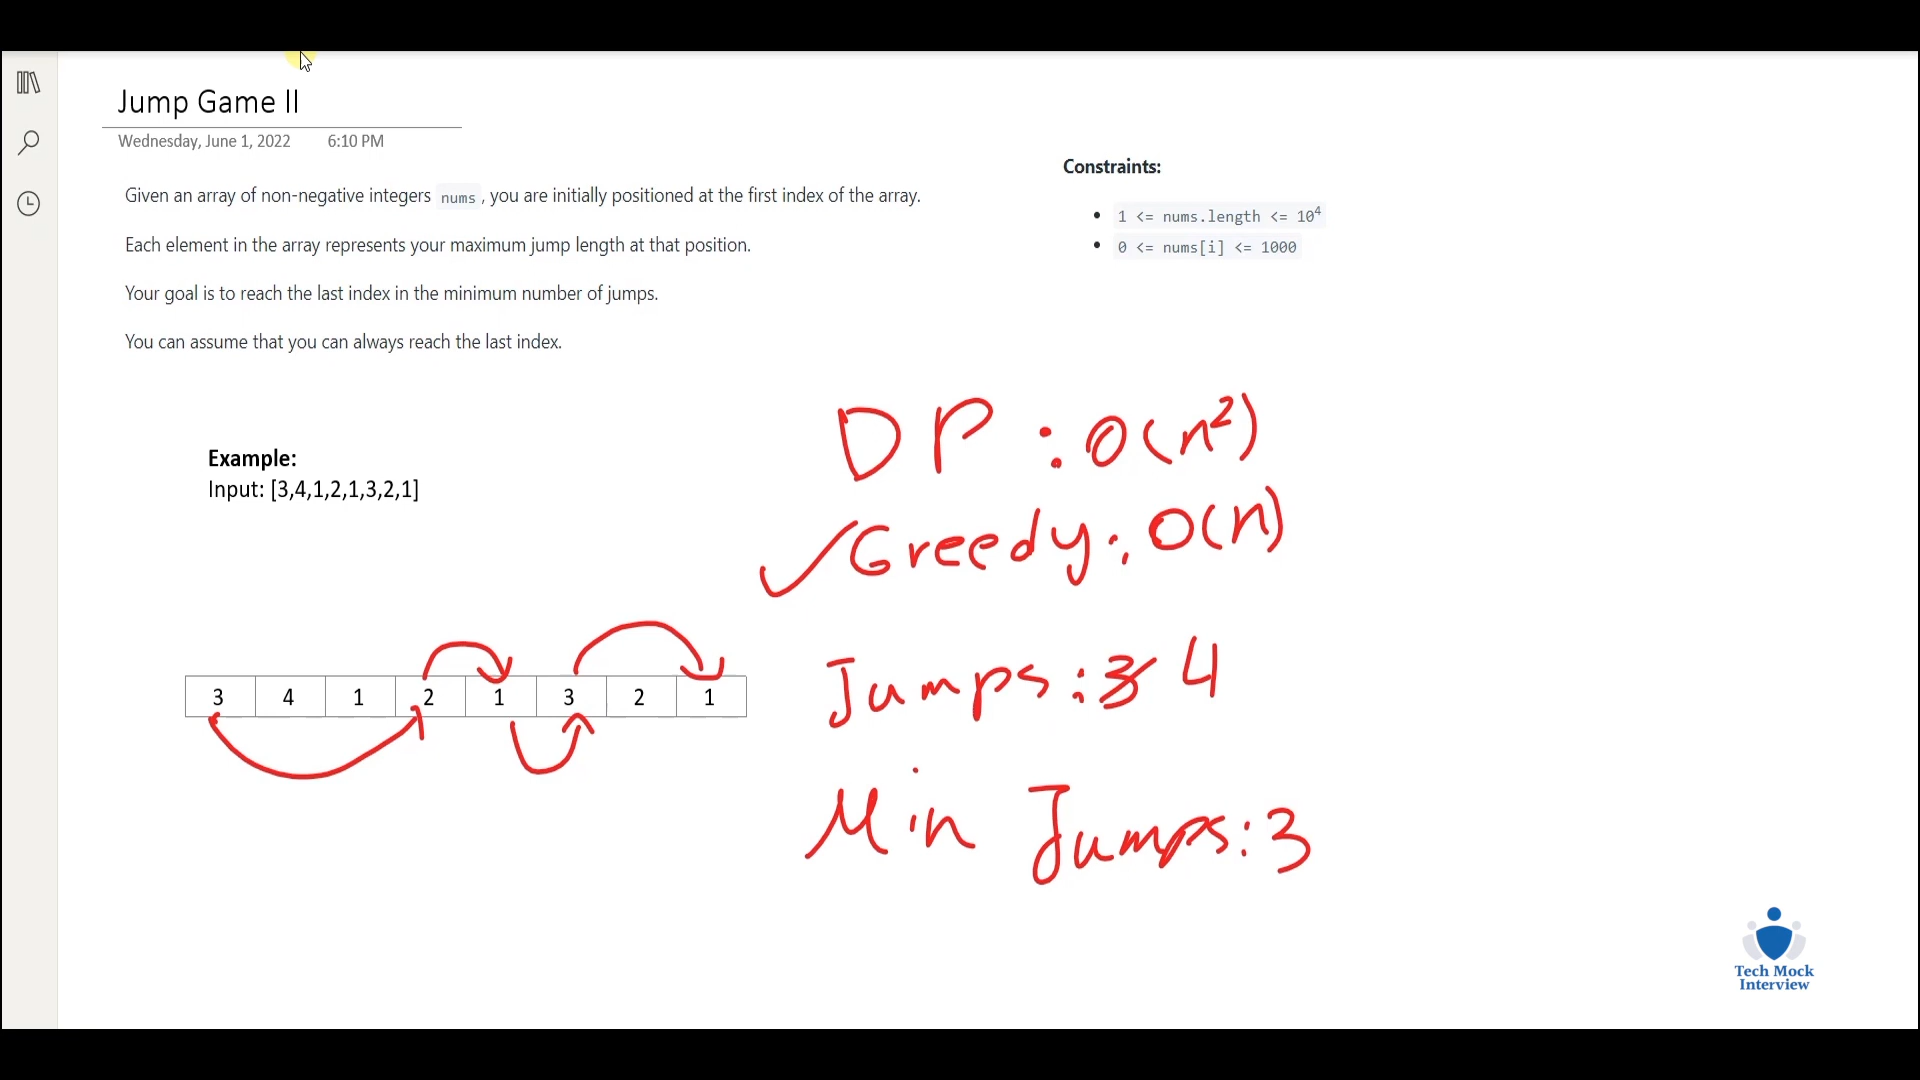 Jump Game II
Wednesday, June 1, 2022 6:10 PM
Given an array of non-negative integers nums, you are initially positioned at the first index of the array.
Each element in the array represents your maximum jump length at that position.
Your goal is to reach the last index in the minimum number of jumps.
You can assume that you can always reach the last index.
Constraints:
• 1 <= nums.length <= 10⁴
• 0 <= nums[i] <= 1000
Example:
Input: [3,4,1,2,1,3,2,1]
DP : O(n²)
Greedy : O(n)
3 4 1 2 1 3 2 1
Jumps : 3 4
Min Jumps : 3
Tech Mock
Interview